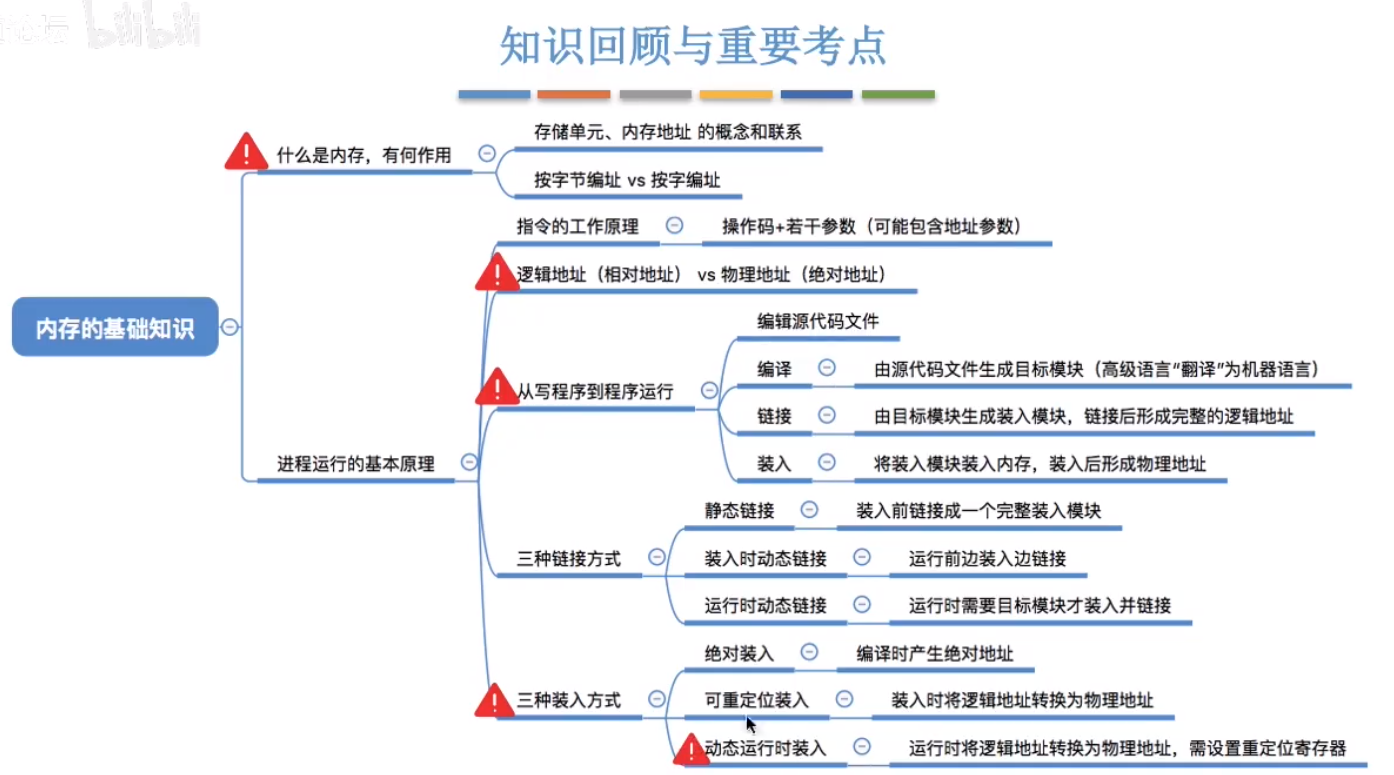 bilibili
知识回顾与重要考点
内存的基础知识
什么是内存，有何作用
存储单元、内存地址 的概念和联系
按字节编址 vs 按字编址
进程运行的基本原理
指令的工作原理
操作码+若干参数（可能包含地址参数）
逻辑地址（相对地址） vs 物理地址（绝对地址）
从写程序到程序运行
编辑源代码文件
编译
由源代码文件生成目标模块（高级语言“翻译”为机器语言）
链接
由目标模块生成装入模块，链接后形成完整的逻辑地址
装入
将装入模块装入内存，装入后形成物理地址
三种链接方式
静态链接
装入前链接成一个完整装入模块
装入时动态链接
运行前边装入边链接
运行时动态链接
运行时需要目标模块才装入并链接
三种装入方式
绝对装入
编译时产生绝对地址
可重定位装入
装入时将逻辑地址转换为物理地址
动态运行时装入
运行时将逻辑地址转换为物理地址，需设置重定位寄存器